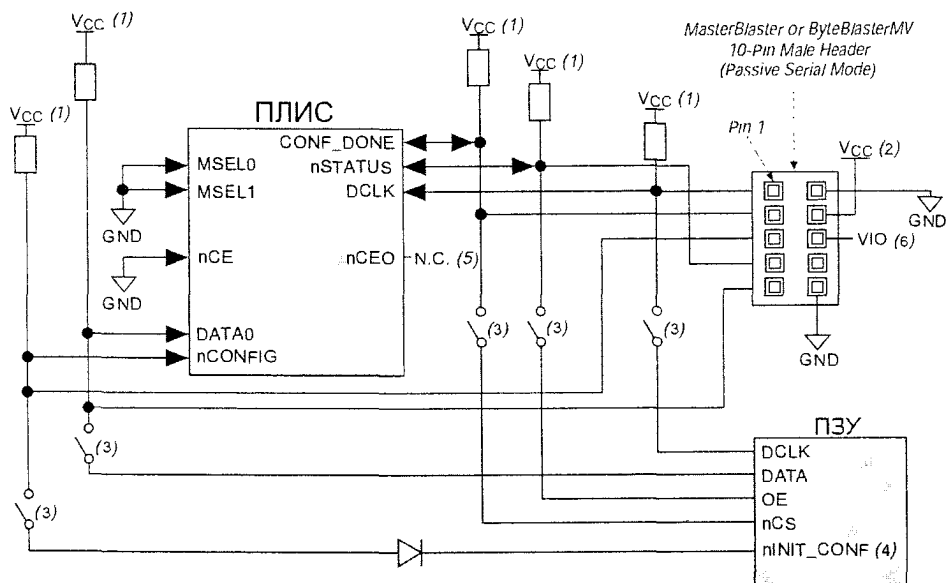 VCC (1)
VCC (1)
VCC (1)
VCC (1)
VCC (1)
MasterBlaster or ByteBlasterMV
10-Pin Male Header
(Passive Serial Mode)
Pin 1
VCC (2)
GND
VIO (6)
GND
ПЛИС
MSEL0
MSEL1
GND
nCE
GND
DATA0
nCONFIG
CONF_DONE
nSTATUS
DCLK
nCEO
N.C. (5)
(3)
(3)
(3)
(3)
(3)
ПЗУ
DCLK
DATA
OE
nCS
nINIT_CONF (4)